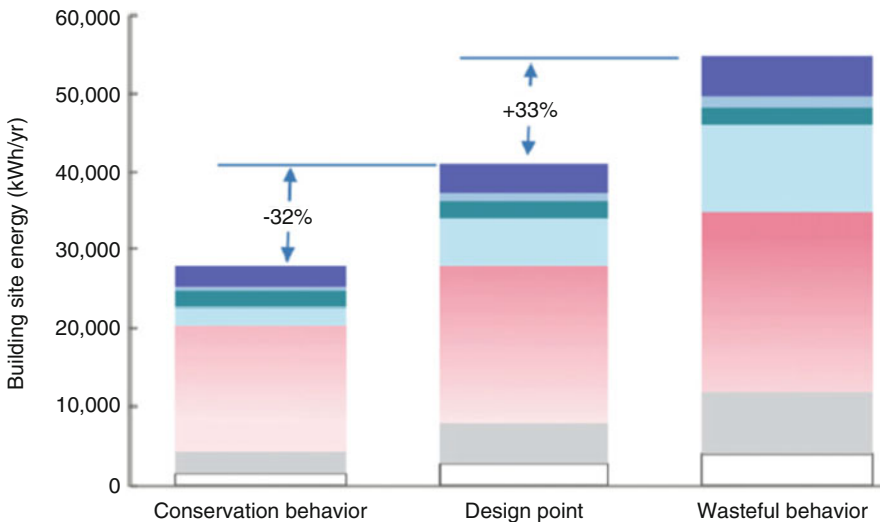 Building site energy (kWh/yr)
60,000
50,000
40,000
30,000
20,000
10,000
0
-32%
+33%
Conservation behavior
Design point
Wasteful behavior